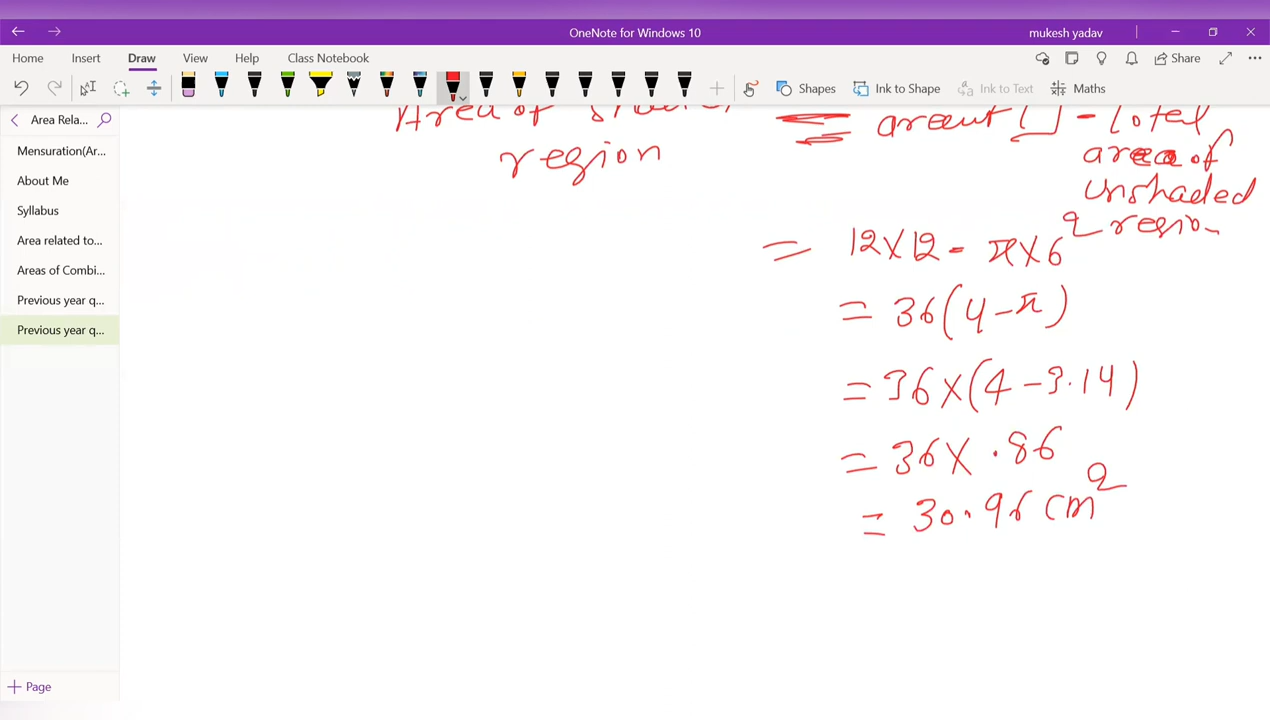 OneNote for Windows 10
mukesh yadav
Home Insert Draw View Help Class Notebook
Share
Shapes Ink to Shape Ink to Text Maths
Area Rela...
Mensuration(Ar...
About Me
Syllabus
Area related to...
Areas of Combi...
Previous year q...
Previous year q...
Page
Area of
region
= - total
area of
unshaded
region
= 12×12 - π×6²
= 36(4-π)
= 36×(4-3.14)
= 36×.86
= 30.96 cm²